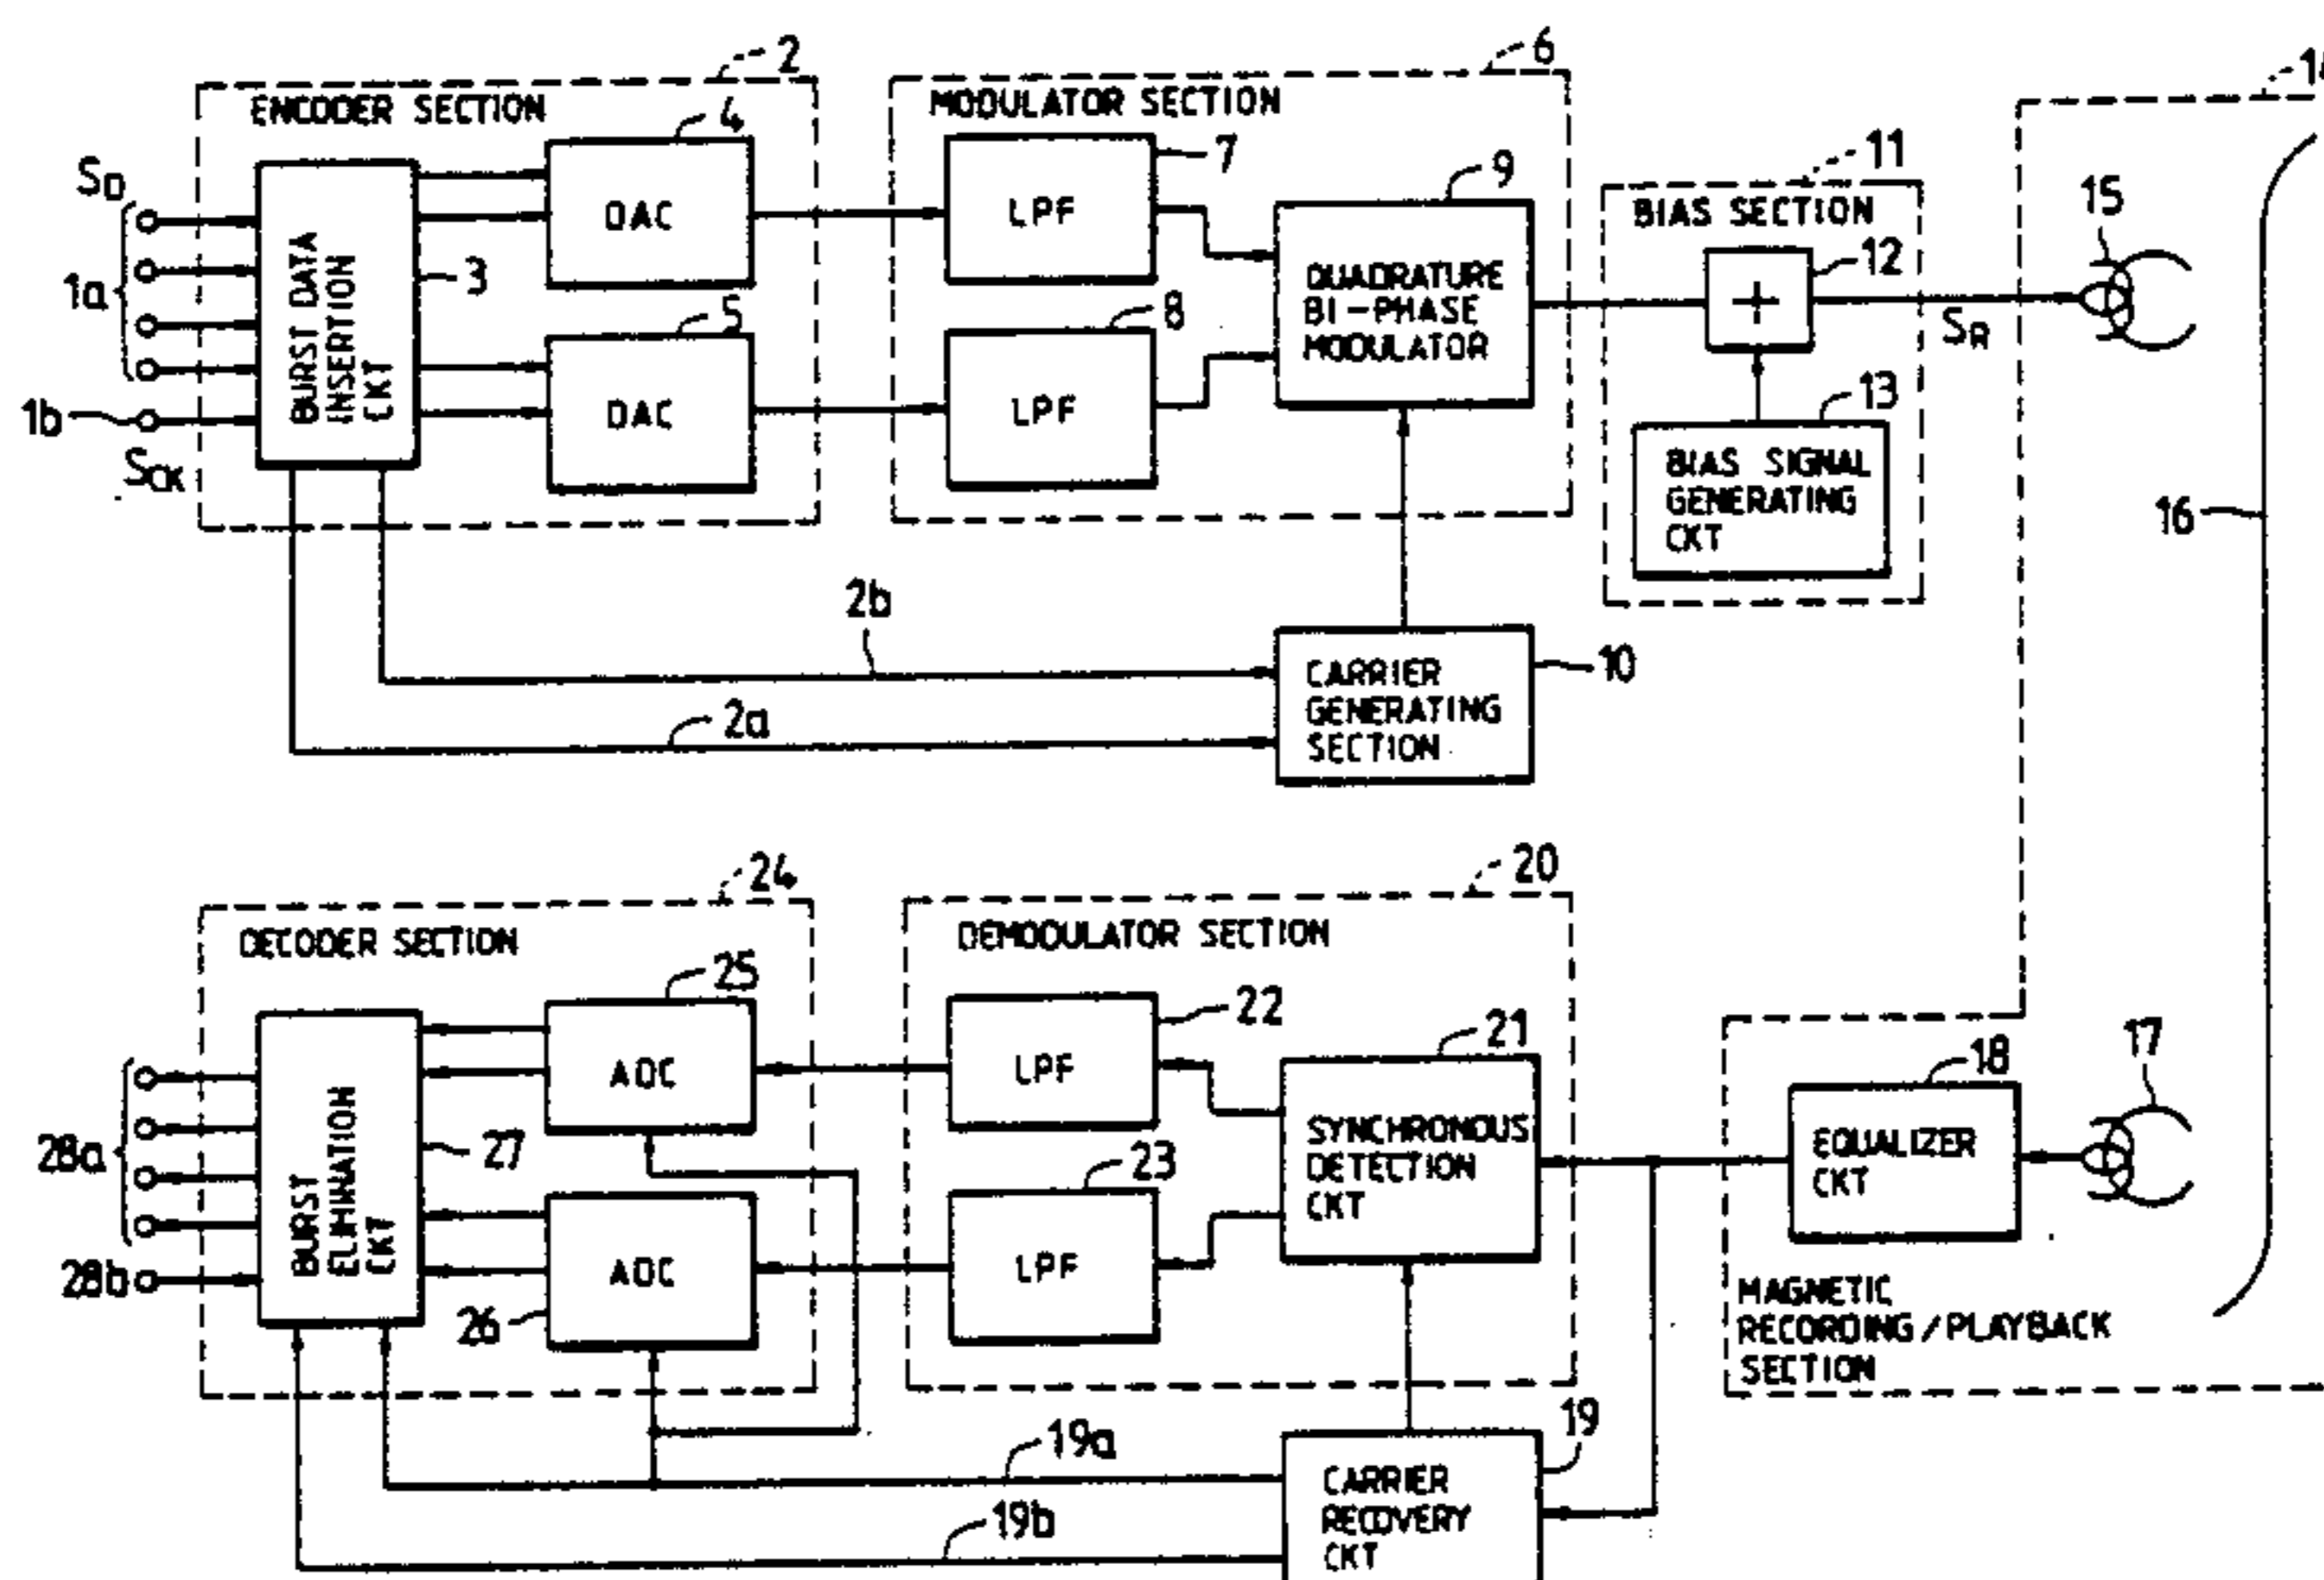 2
6
ENCODER SECTION
MODULATOR SECTION
4
7
9
11
SD
1a
3
DAC
LPF
BIAS SECTION
15
12
BURST DATA
INSERTION
CKT
QUADRATURE
BI-PHASE
MODULATOR
+
SR
5
8
13
DAC
LPF
1b
SCK
BIAS SIGNAL
GENERATING
CKT
16
2b
10
CARRIER
GENERATING
SECTION
2a
24
20
DECODER SECTION
DEMODULATOR SECTION
25
22
21
18
17
ADC
LPF
28a
27
BURST
ELIMINATION
CKT
SYNCHRONOUS
DETECTION
CKT
EQUALIZER
CKT
23
28b
26
ADC
LPF
MAGNETIC
RECORDING/PLAYBACK
SECTION
19a
19
19b
CARRIER
RECOVERY
CKT